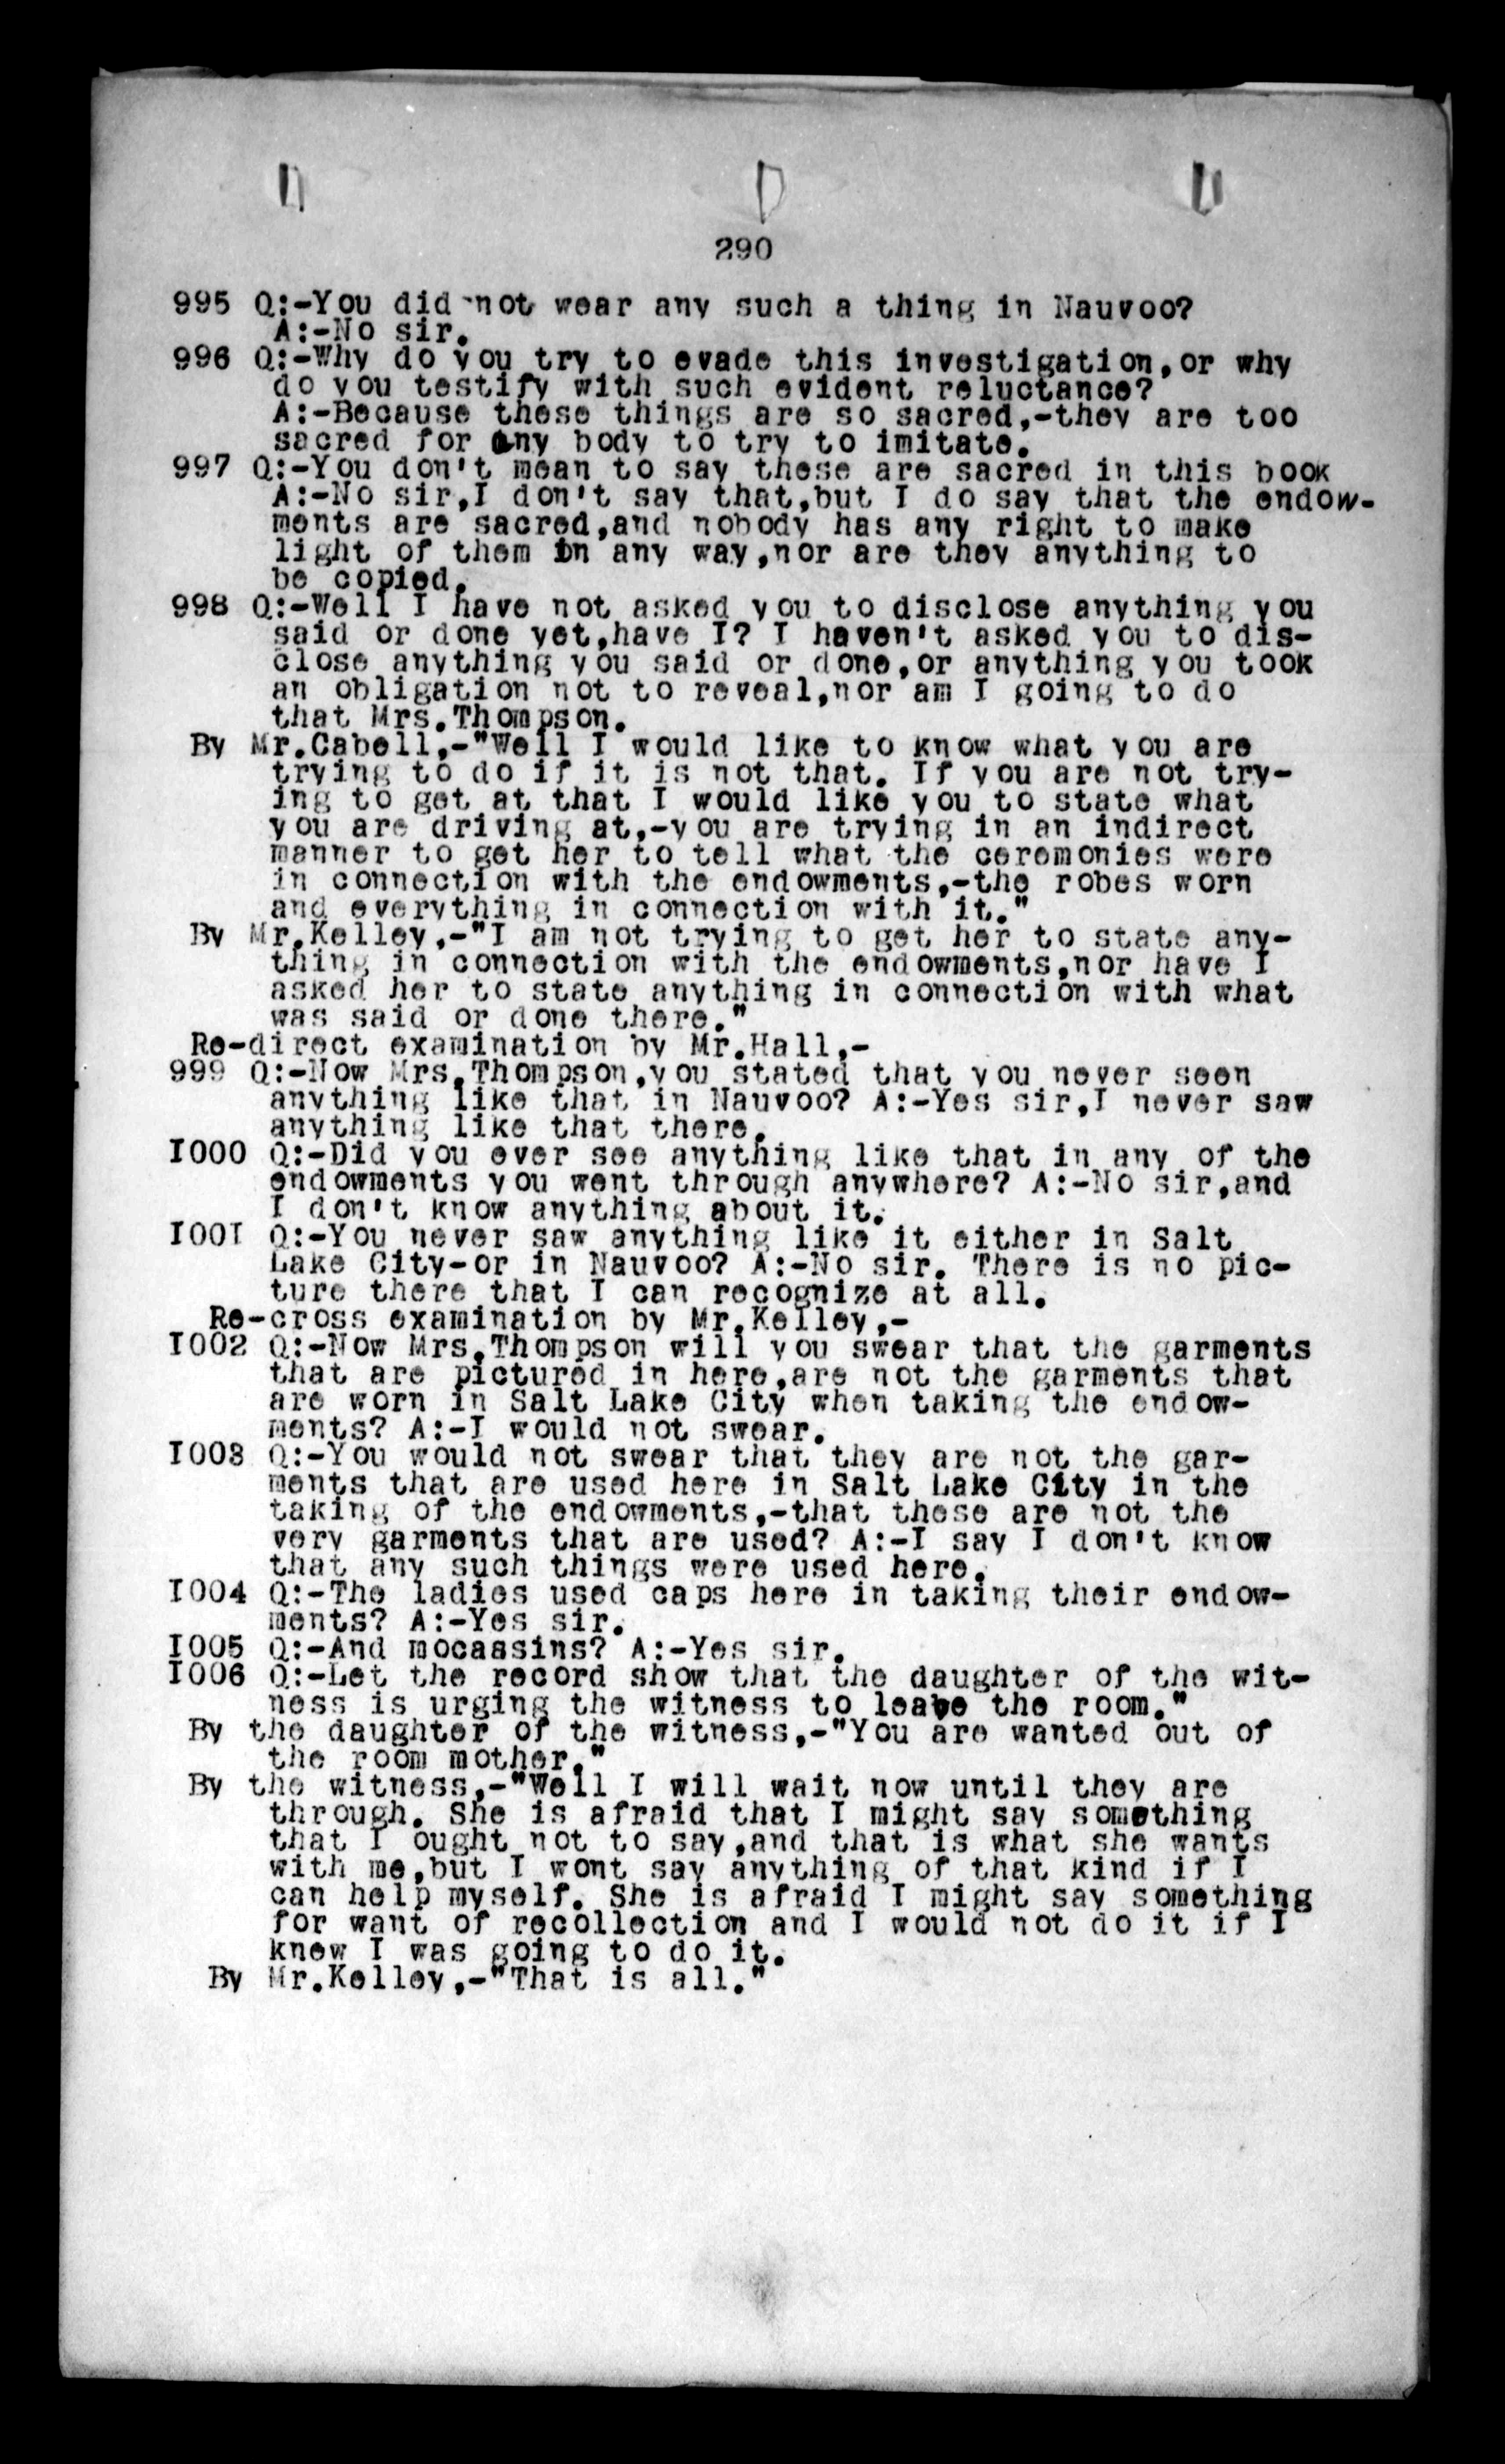 290
995 Q:-You did not wear any such a thing in Nauvoo?
A:-No sir.
996 Q:-Why do you try to evade this investigation,or why
do you testify with such evident reluctance?
A:-Because these things are so sacred,-they are too
sacred for any body to try to imitate.
997 Q:-You don't mean to say these are sacred in this book
A:-No sir,I don't say that,but I do say that the endow-
ments are sacred,and nobody has any right to make
light of them in any way,nor are they anything to
be copied.
998 Q:-Well I have not asked you to disclose anything you
said or done yet,have I? I haven't asked you to dis-
close anything you said or done,or anything you took
an obligation not to reveal,nor am I going to do
that Mrs.Thompson.
By Mr.Cabell,-"Well I would like to know what you are
trying to do if it is not that. If you are not try-
ing to get at that I would like you to state what
you are driving at,-you are trying in an indirect
manner to get her to tell what the ceremonies were
in connection with the endowments,-the robes worn
and everything in connection with it."
By Mr.Kelley,-"I am not trying to get her to state any-
thing in connection with the endowments,nor have I
asked her to state anything in connection with what
was said or done there."
Re-direct examination by Mr.Hall,-
999 Q:-Now Mrs.Thompson,you stated that you never seen
anything like that in Nauvoo? A:-Yes sir,I never saw
anything like that there.
I000 Q:-Did you ever see anything like that in any of the
endowments you went through anywhere? A:-No sir,and
I don't know anything about it.
I00I Q:-You never saw anything like it either in Salt
Lake City-or in Nauvoo? A:-No sir. There is no pic-
ture there that I can recognize at all.
Re-cross examination by Mr.Kelley,-
I002 Q:-Now Mrs.Thompson will you swear that the garments
that are pictured in here,are not the garments that
are worn in Salt Lake City when taking the endow-
ments? A:-I would not swear.
I003 Q:-You would not swear that they are not the gar-
ments that are used here in Salt Lake City in the
taking of the endowments,-that these are not the
very garments that are used? A:-I say I don't know
that any such things were used here.
I004 Q:-The ladies used caps here in taking their endow-
ments? A:-Yes sir.
I005 Q:-And mocaasins? A:-Yes sir.
I006 Q:-Let the record show that the daughter of the wit-
ness is urging the witness to leave the room."
By the daughter of the witness,-"You are wanted out of
the room mother."
By the witness,-"Well I will wait now until they are
through. She is afraid that I might say something
that I ought not to say,and that is what she wants
with me,but I wont say anything of that kind if I
can help myself. She is afraid I might say something
for want of recollection and I would not do it if I
knew I was going to do it.
By Mr.Kelley,-"That is all."